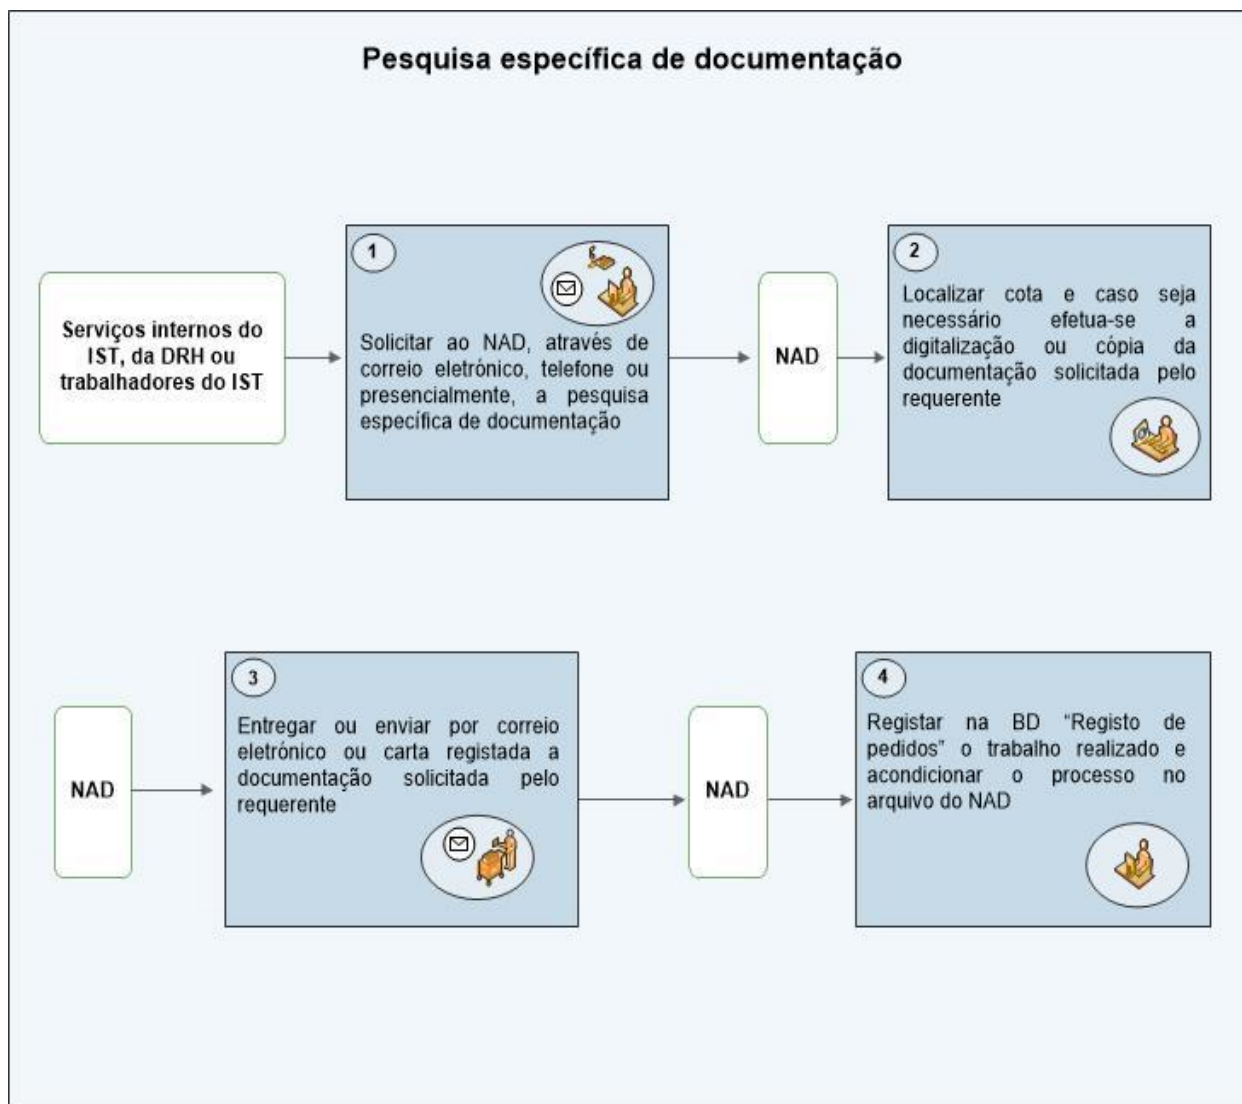 Pesquisa específica de documentação
Serviços internos do
IST, da DRH ou
trabalhadores do IST
1
Solicitar ao NAD, através de
correio eletrónico, telefone ou
presencialmente, a pesquisa
específica de documentação
NAD
2
Localizar cota e caso seja
necessário efetua-se a
digitalização ou cópia da
documentação solicitada pelo
requerente
NAD
3
Entregar ou enviar por correio
eletrónico ou carta registada a
documentação solicitada pelo
requerente
NAD
4
Registar na BD “Registo de
pedidos” o trabalho realizado e
acondicionar o processo no
arquivo do NAD